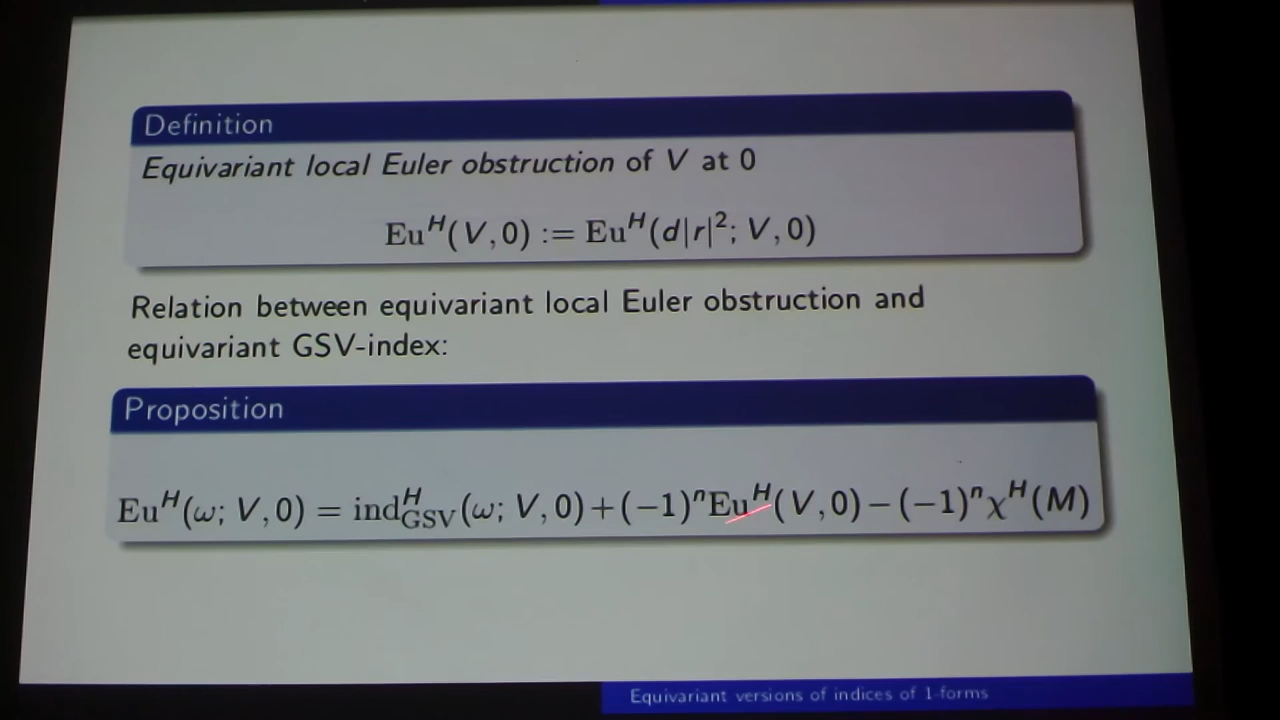 Definition
Equivariant local Euler obstruction of V at 0
Eu^H(V, 0) := Eu^H(d|r|²; V, 0)
Relation between equivariant local Euler obstruction and
equivariant GSV-index:
Proposition
Eu^H(ω; V, 0) = ind^H_GSV(ω; V, 0) + (−1)^n Eu^H(V, 0) − (−1)^n χ^H(M)
Equivariant versions of indices of 1-forms